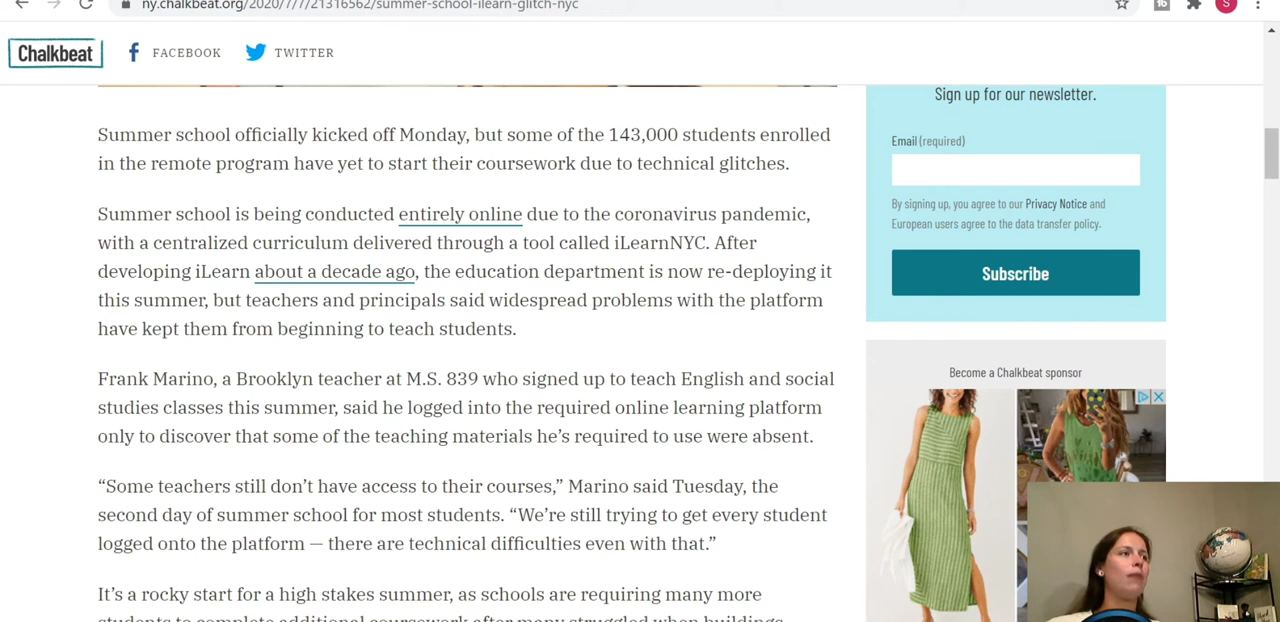 ny.chalkbeat.org/2020/7/7/21316562/summer-school-ilearn-glitch-nyc
S
Chalkbeat FACEBOOK TWITTER
Summer school officially kicked off Monday, but some of the 143,000 students enrolled
in the remote program have yet to start their coursework due to technical glitches.
Summer school is being conducted entirely online due to the coronavirus pandemic,
with a centralized curriculum delivered through a tool called iLearnNYC. After
developing iLearn about a decade ago, the education department is now re-deploying it
this summer, but teachers and principals said widespread problems with the platform
have kept them from beginning to teach students.
Frank Marino, a Brooklyn teacher at M.S. 839 who signed up to teach English and social
studies classes this summer, said he logged into the required online learning platform
only to discover that some of the teaching materials he’s required to use were absent.
“Some teachers still don’t have access to their courses,” Marino said Tuesday, the
second day of summer school for most students. “We’re still trying to get every student
logged onto the platform — there are technical difficulties even with that.”
It’s a rocky start for a high stakes summer, as schools are requiring many more
students to complete additional coursework after many struggled when buildings
Sign up for our newsletter.
Email (required)
By signing up, you agree to our Privacy Notice and
European users agree to the data transfer policy.
Subscribe
Become a Chalkbeat sponsor